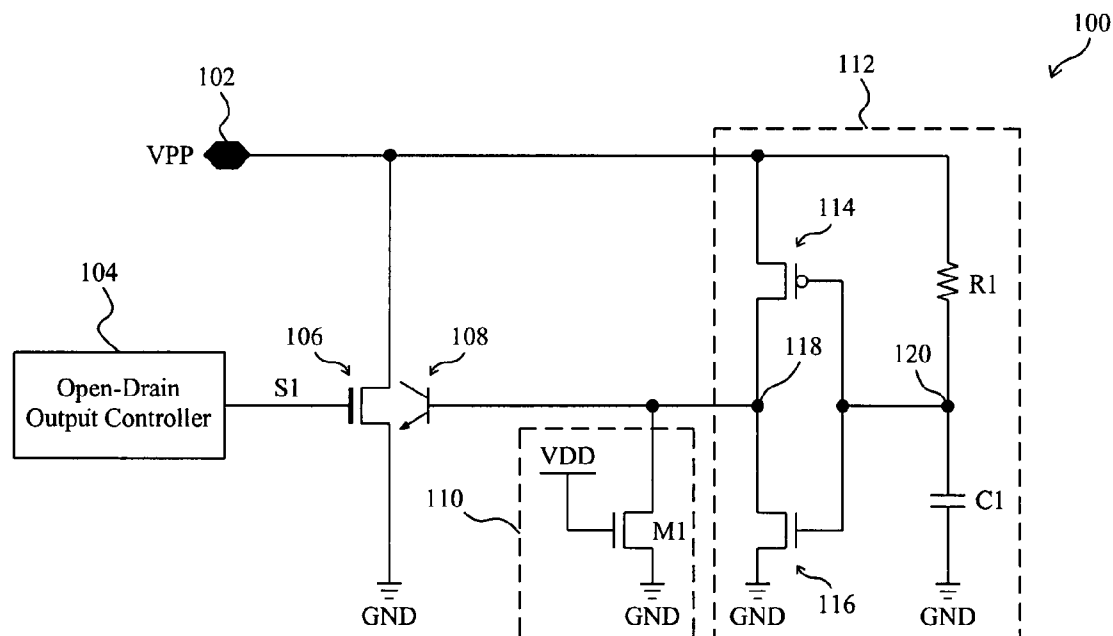 100
112
102
VPP
114
104
R1
106
108
118
120
S1
Open-Drain
Output Controller
VDD
110
C1
M1
GND
GND
GND
116
GND